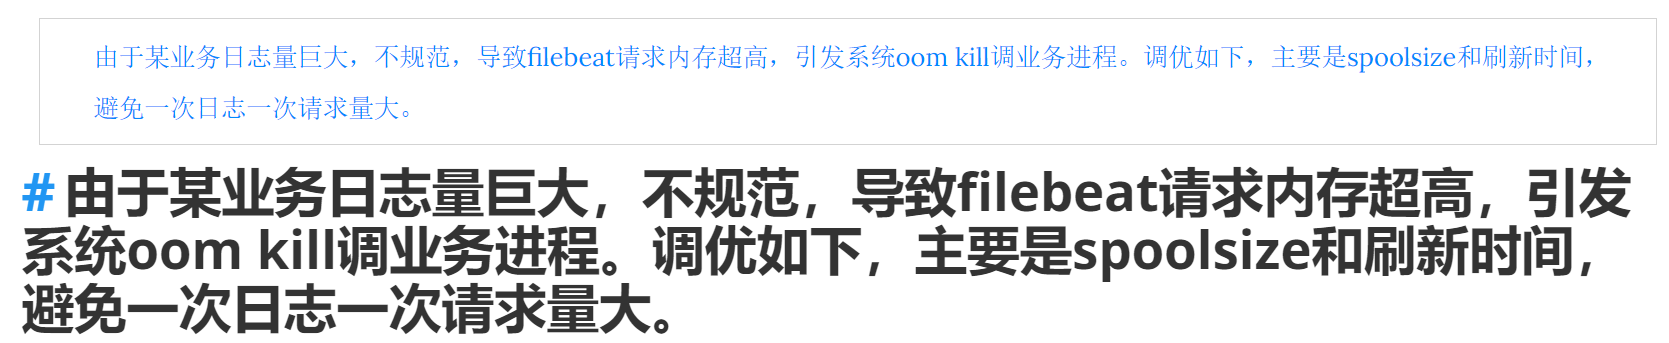 由于某业务日志量巨大，不规范，导致filebeat请求内存超高，引发系统oom kill调业务进程。调优如下，主要是spoolsize和刷新时间，
避免一次日志一次请求量大。
# 由于某业务日志量巨大，不规范，导致filebeat请求内存超高，引发
系统oom kill调业务进程。调优如下，主要是spoolsize和刷新时间，
避免一次日志一次请求量大。